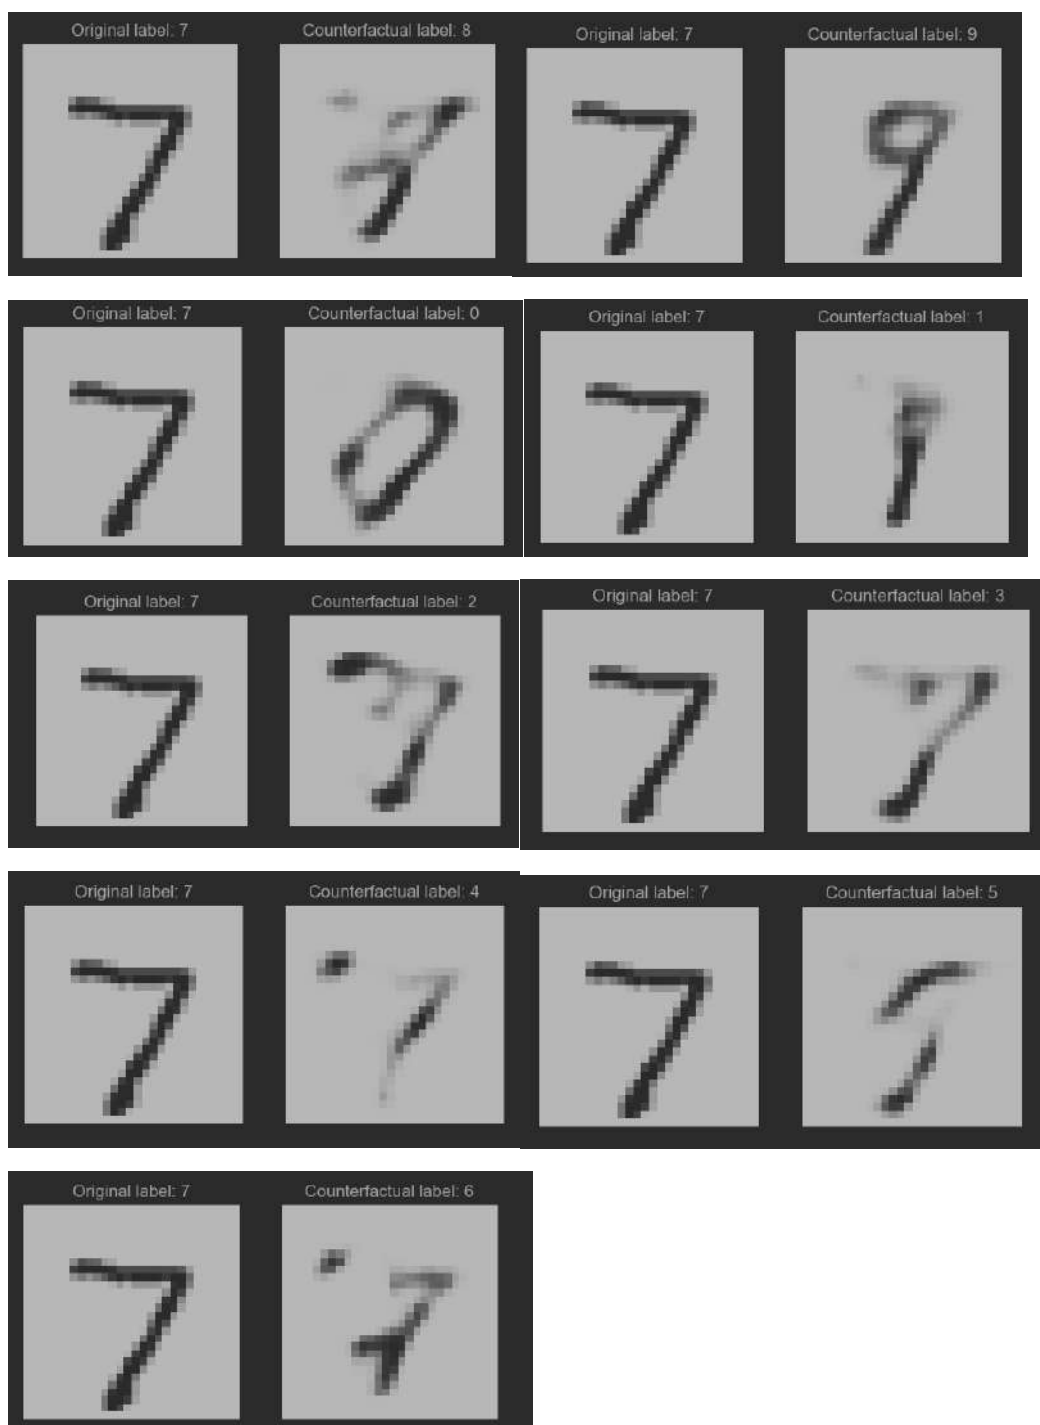 Original label: 7 Counterfactual label: 8 Original label: 7 Counterfactual label: 9
Original label: 7 Counterfactual label: 0 Original label: 7 Counterfactual label: 1
Original label: 7 Counterfactual label: 2 Original label: 7 Counterfactual label: 3
Original label: 7 Counterfactual label: 4 Original label: 7 Counterfactual label: 5
Original label: 7 Counterfactual label: 6